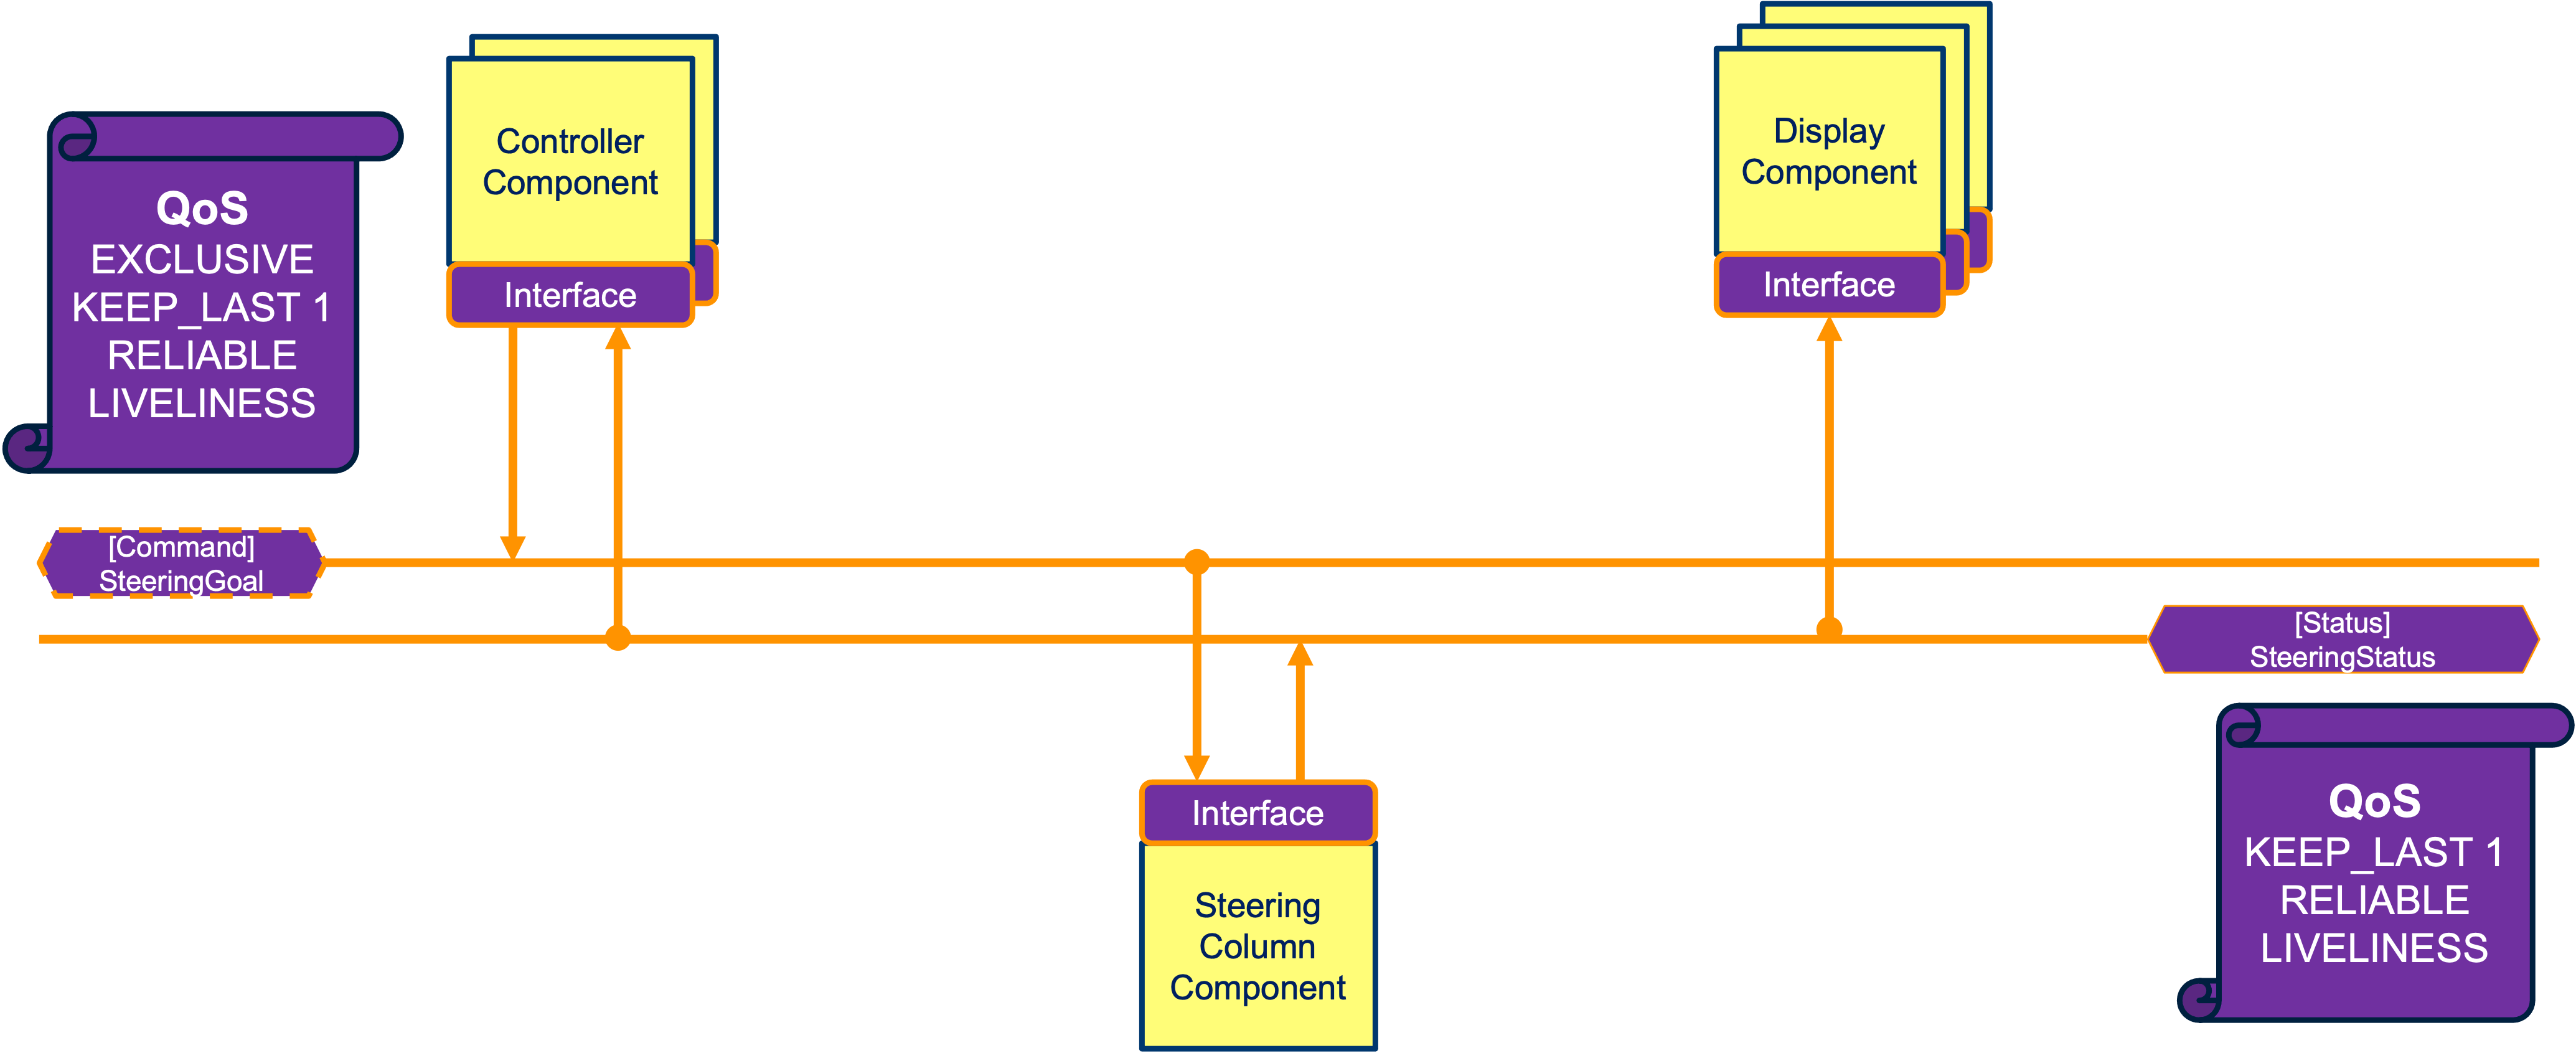 Controller
Component
Interface
Display
Component
Interface
QoS
EXCLUSIVE
KEEP_LAST 1
RELIABLE
LIVELINESS
[Command]
SteeringGoal
[Status]
SteeringStatus
Interface
Steering
Column
Component
QoS
KEEP_LAST 1
RELIABLE
LIVELINESS